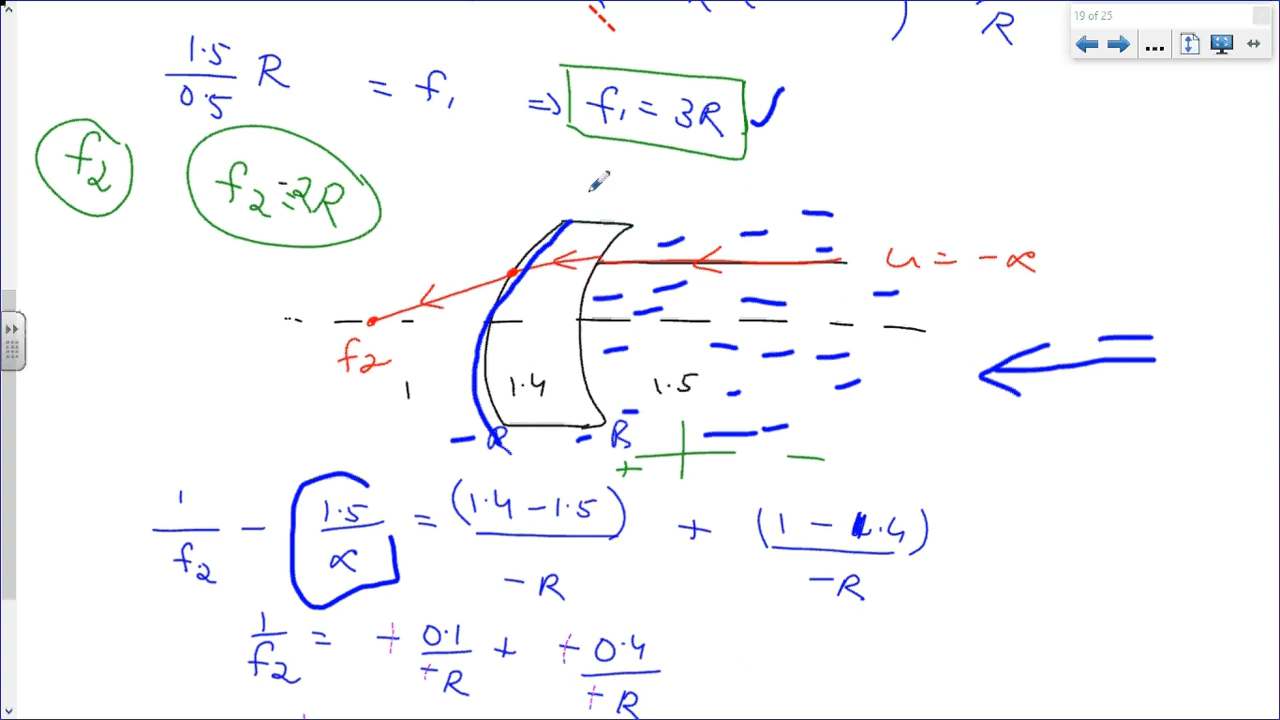 19 of 25
R
1.5/0.5 R = f₁ ⇒ f₁ = 3R ✓
f₂ f₂ = 2R
u = -∝
f₂
1 1.4 1.5
- R - R
+ -
1/f₂ - 1.5/∝ = (1.4 - 1.5)/-R + (1 - 1.4)/-R
1/f₂ = + 0.1/+R + + 0.4/+R